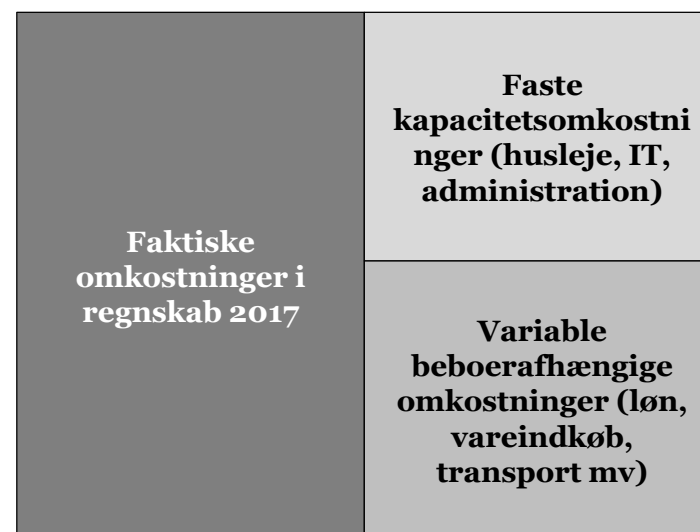 Faktiske
omkostninger i
regnskab 2017
Faste
kapacitetsomkostni
nger (husleje, IT,
administration)
Variable
beboerafhængige
omkostninger (løn,
vareindkøb,
transport mv)